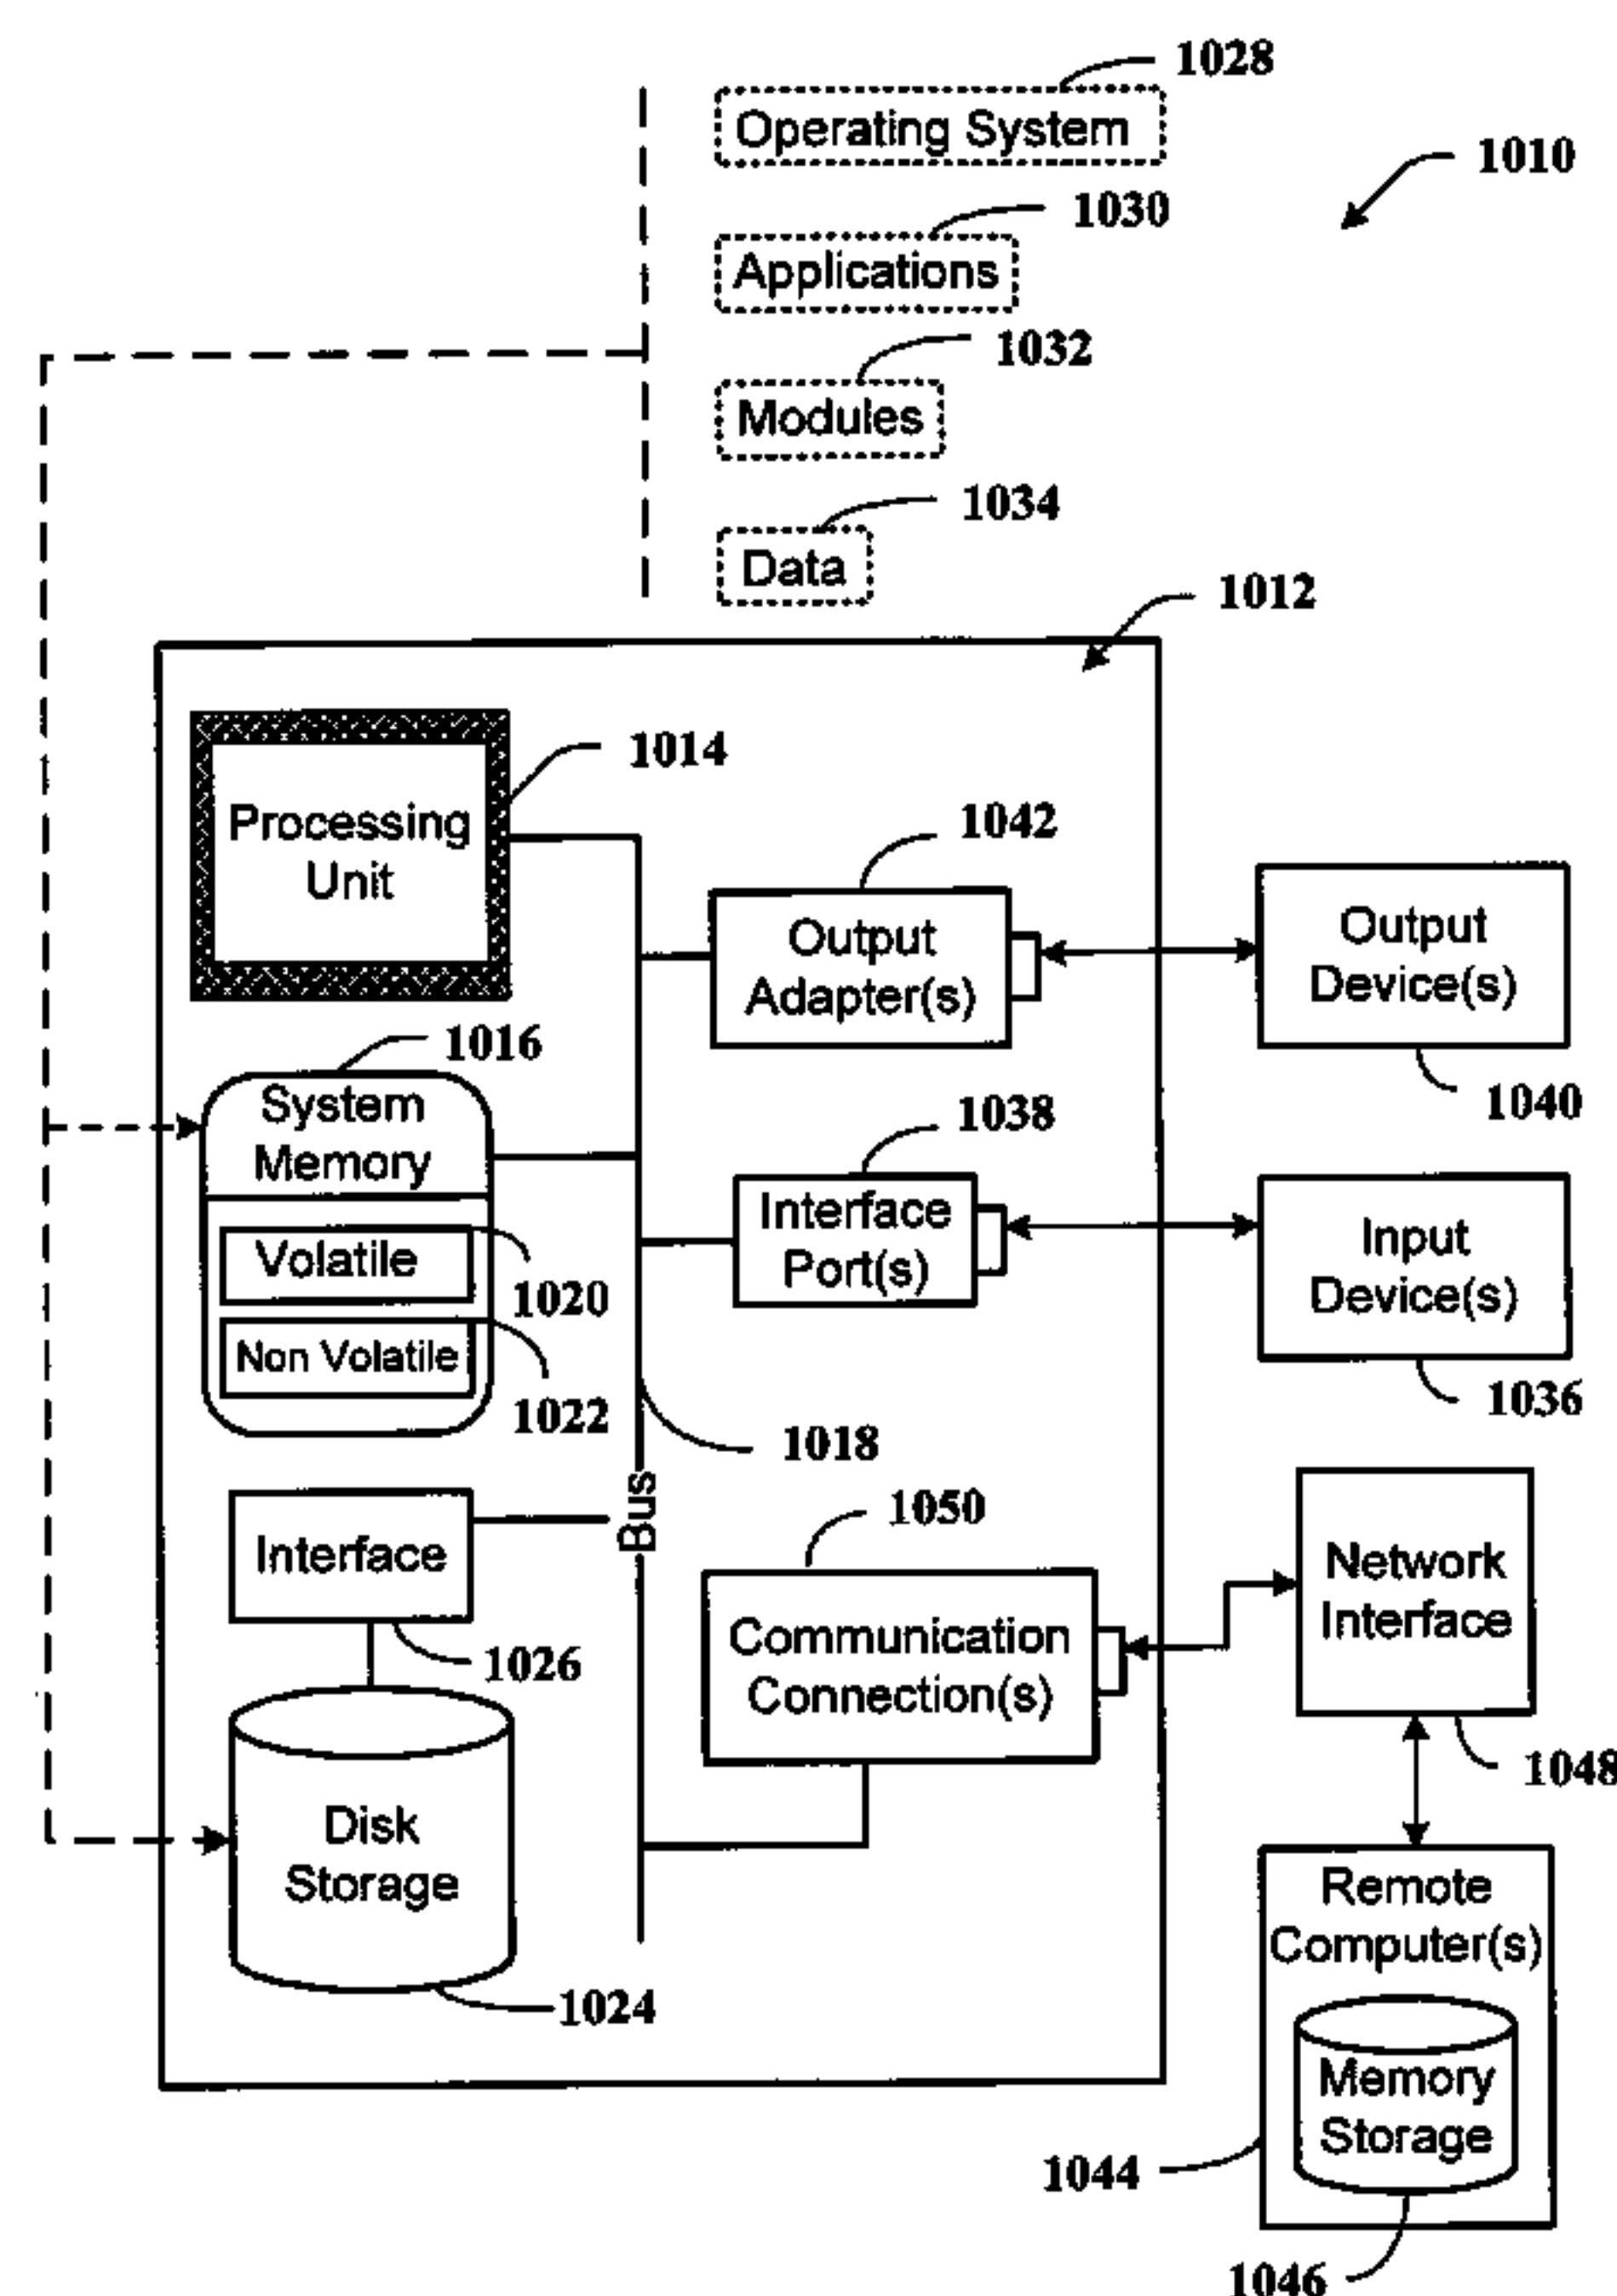 1028
Operating System
1010
1030
Applications
1032
Modules
1034
Data
1012
1014
Processing
Unit
1042
Output
Adapter(s)
Output
Device(s)
1040
1016
System
Memory
1038
Interface
Port(s)
Input
Device(s)
1036
Volatile
1020
Non Volatile
1022
1018
Bus
1050
Interface
1026
Communication
Connection(s)
Network
Interface
1048
Disk
Storage
1024
Remote
Computer(s)
Memory
Storage
1044
1046